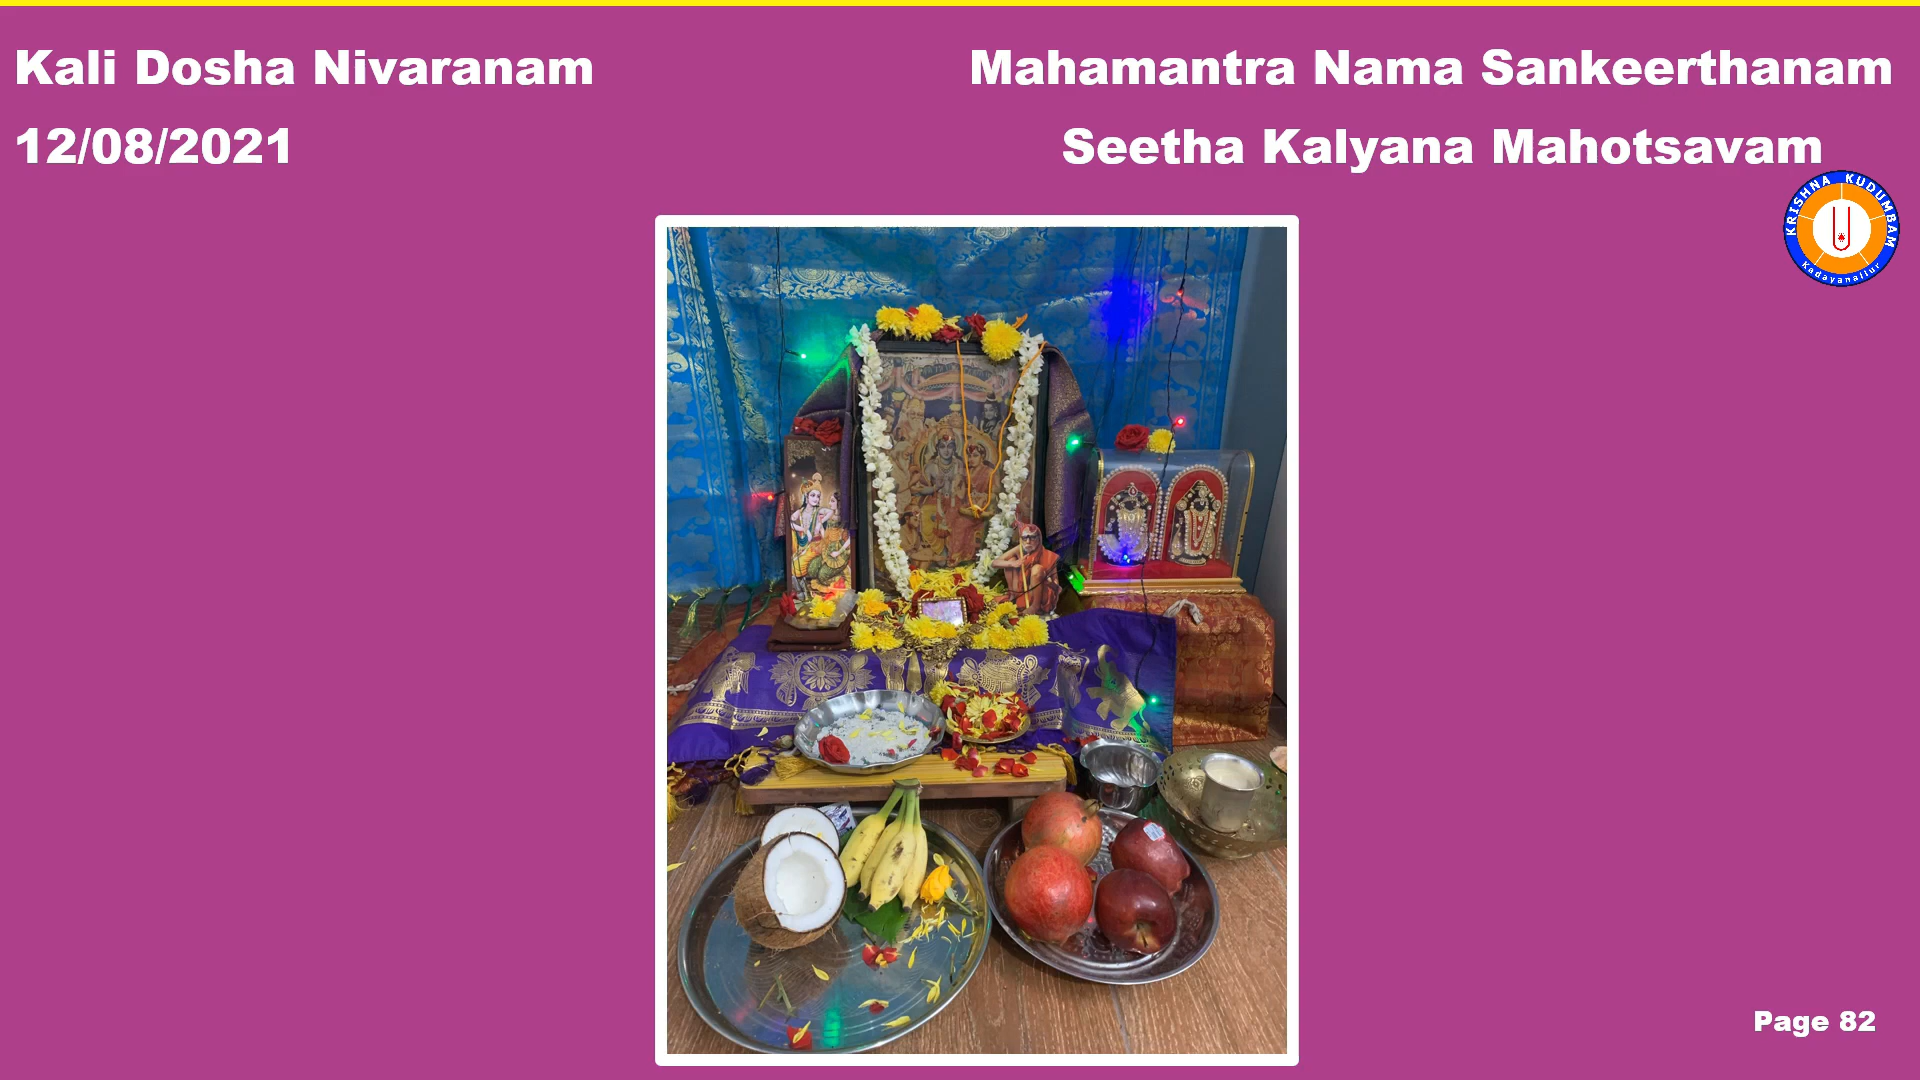 Kali Dosha Nivaranam
12/08/2021
Mahamantra Nama Sankeerthanam
Seetha Kalyana Mahotsavam
KRISHNA KUDUMBAM
Kadayanallur
Page 82